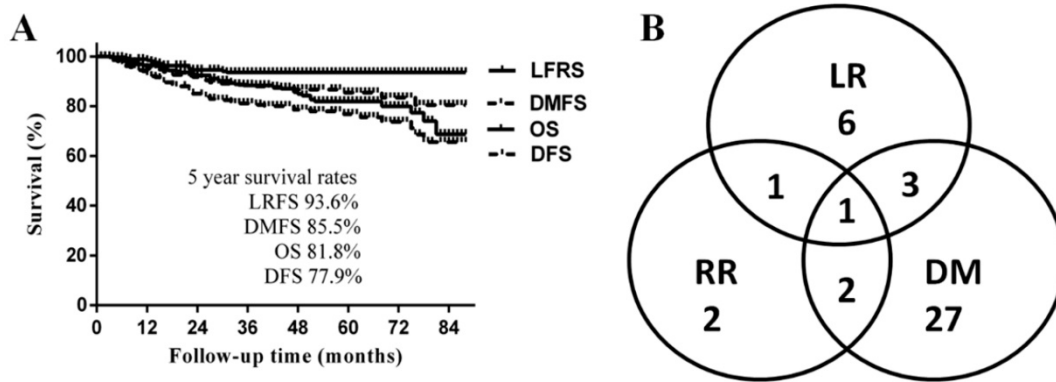 A
100
80
60
40
20
0
Survival (%)
0 12 24 36 48 60 72 84
Follow-up time (months)
LFRS
DMFS
OS
DFS
5 year survival rates
LRFS 93.6%
DMFS 85.5%
OS 81.8%
DFS 77.9%
B
LR
6
1
1
3
RR
2
2
DM
27